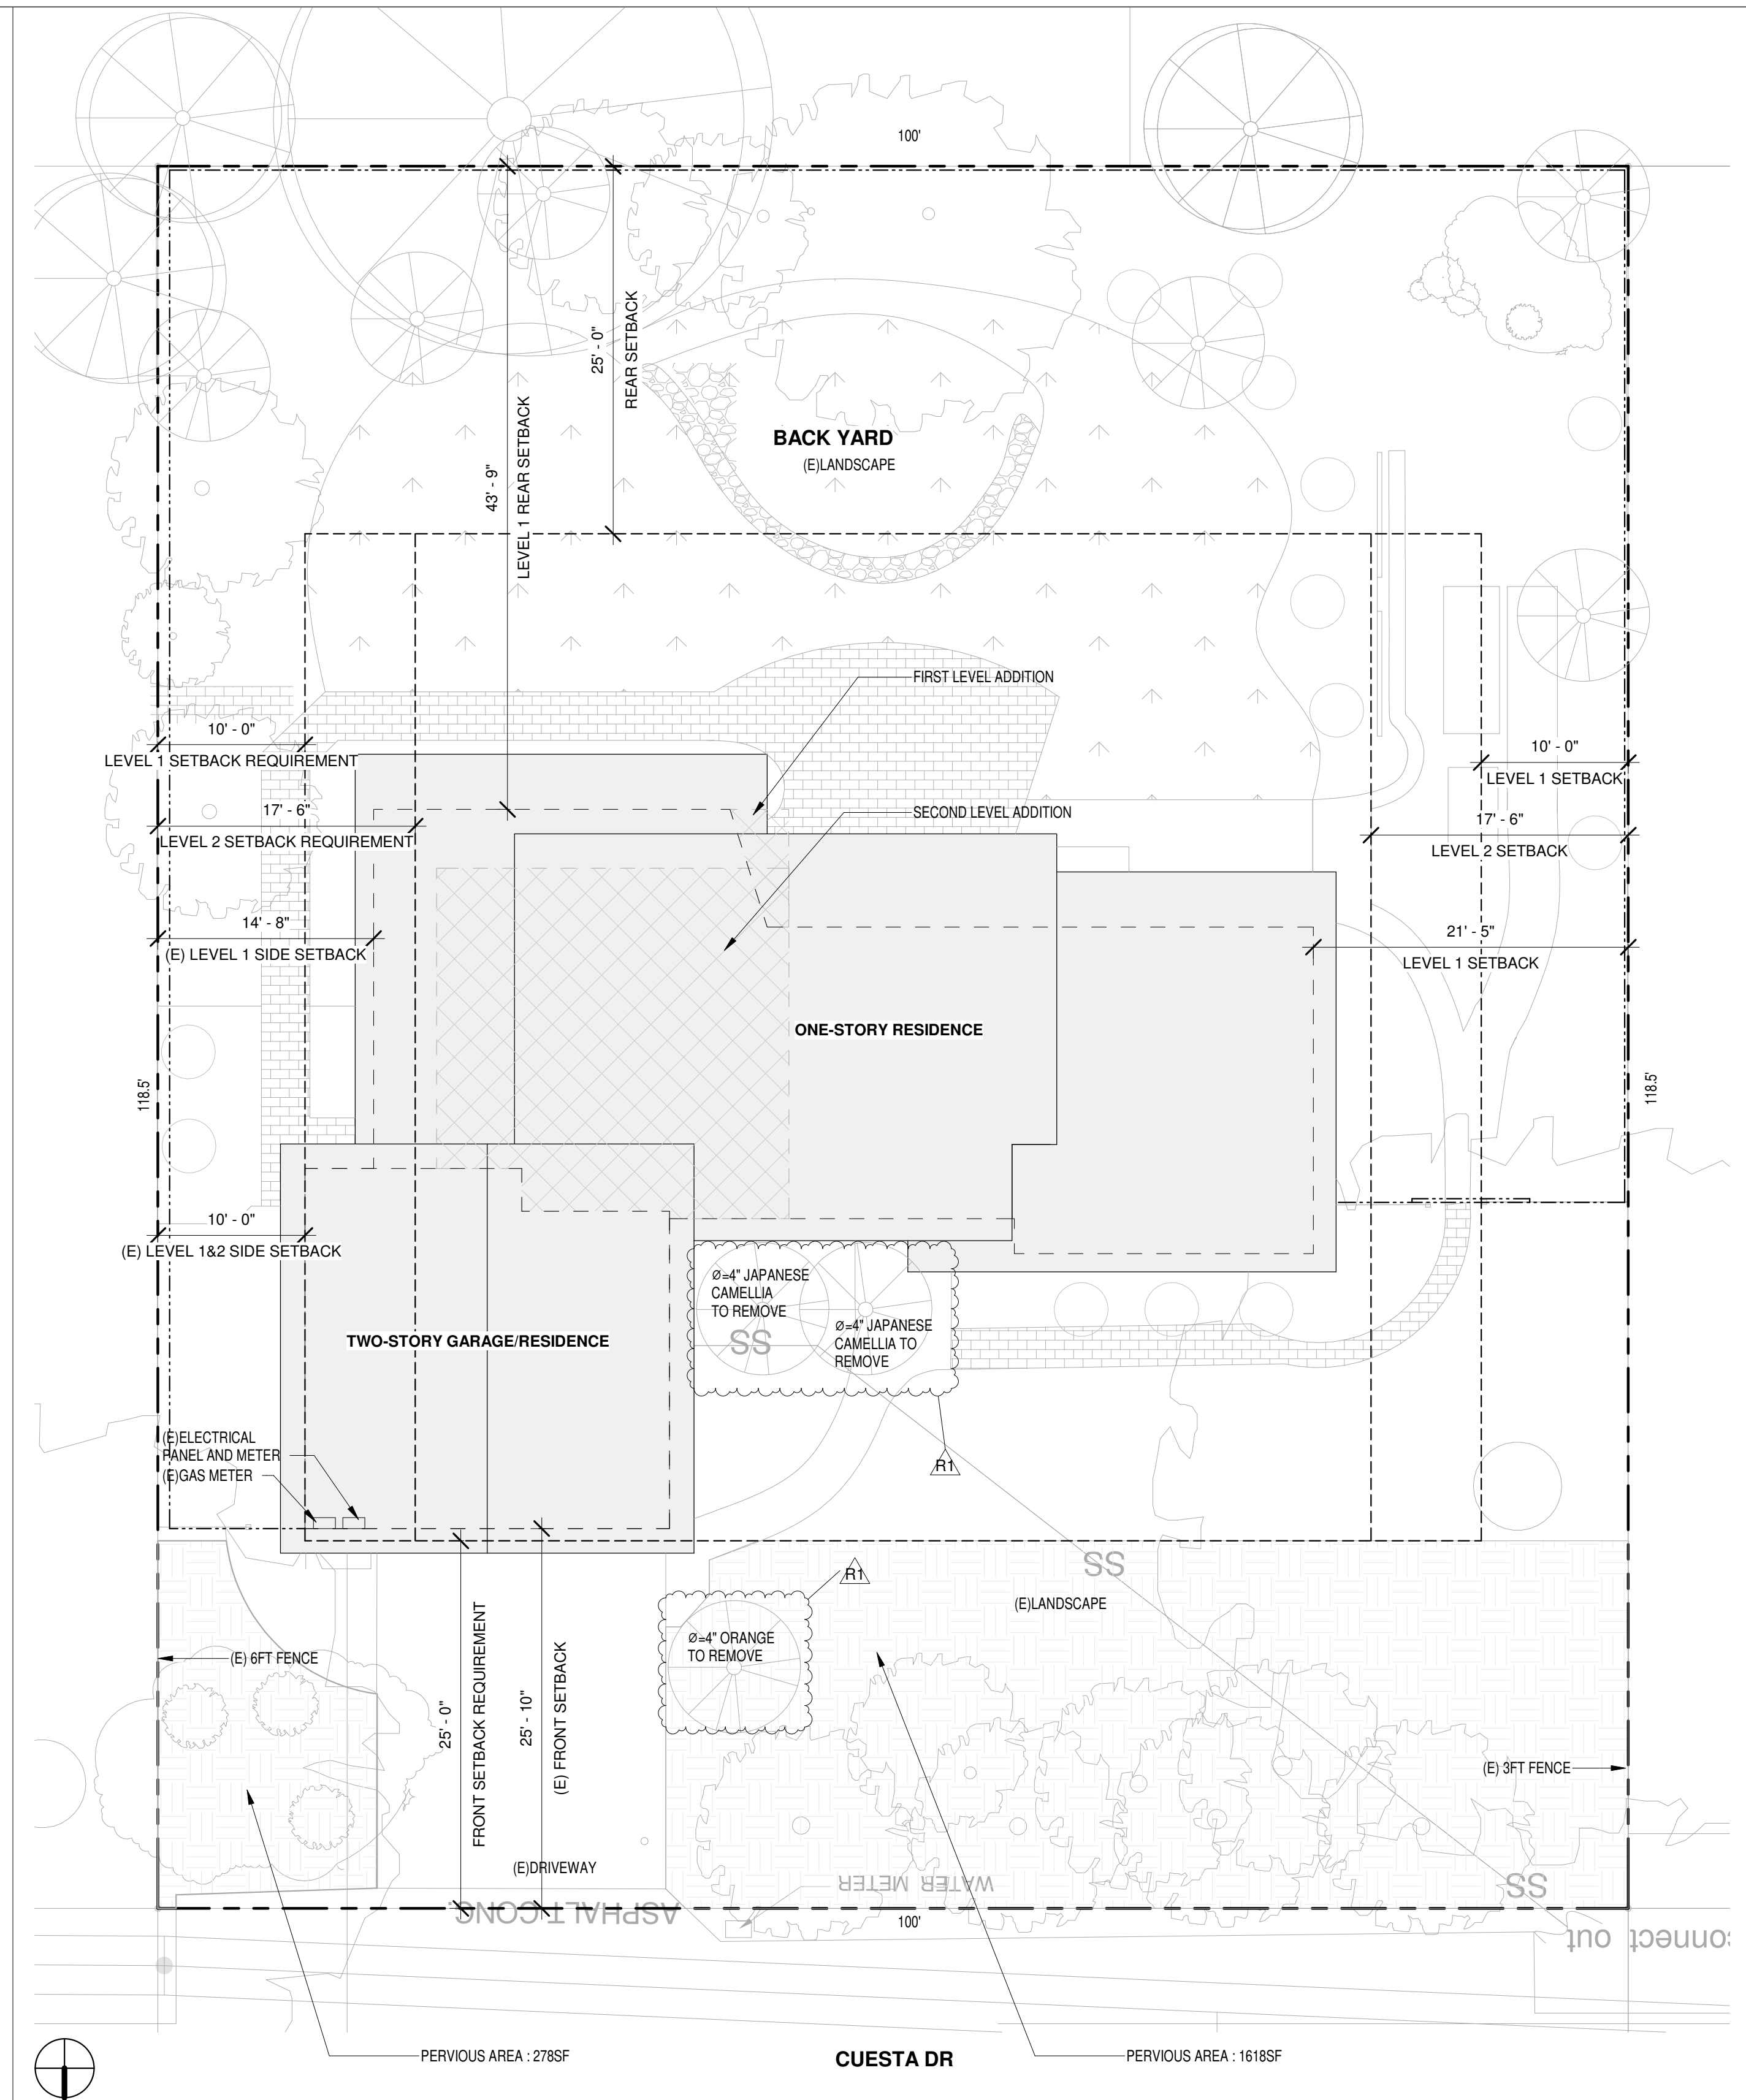 100'
25' - 0"
REAR SETBACK
43' - 9"
LEVEL 1 REAR SETBACK
BACK YARD
(E)LANDSCAPE
FIRST LEVEL ADDITION
10' - 0"
LEVEL 1 SETBACK REQUIREMENT
10' - 0"
LEVEL 1 SETBACK
17' - 6"
LEVEL 2 SETBACK REQUIREMENT
SECOND LEVEL ADDITION
17' - 6"
LEVEL 2 SETBACK
14' - 8"
(E) LEVEL 1 SIDE SETBACK
21' - 5"
LEVEL 1 SETBACK
ONE-STORY RESIDENCE
118.5'
118.5'
10' - 0"
(E) LEVEL 1&2 SIDE SETBACK
Ø=4" JAPANESE
CAMELLIA
TO REMOVE
Ø=4" JAPANESE
CAMELLIA TO
REMOVE
SS
TWO-STORY GARAGE/RESIDENCE
(E)ELECTRICAL
PANEL AND METER
(E)GAS METER
R1
R1
SS
(E)LANDSCAPE
Ø=4" ORANGE
TO REMOVE
(E) 6FT FENCE
25' - 0"
FRONT SETBACK REQUIREMENT
25' - 10"
(E) FRONT SETBACK
(E) 3FT FENCE
(E)DRIVEWAY
WATER METER
SS
ASPHALT CONC.
100'
onnect out
PERVIOUS AREA : 278SF
CUESTA DR
PERVIOUS AREA : 1618SF